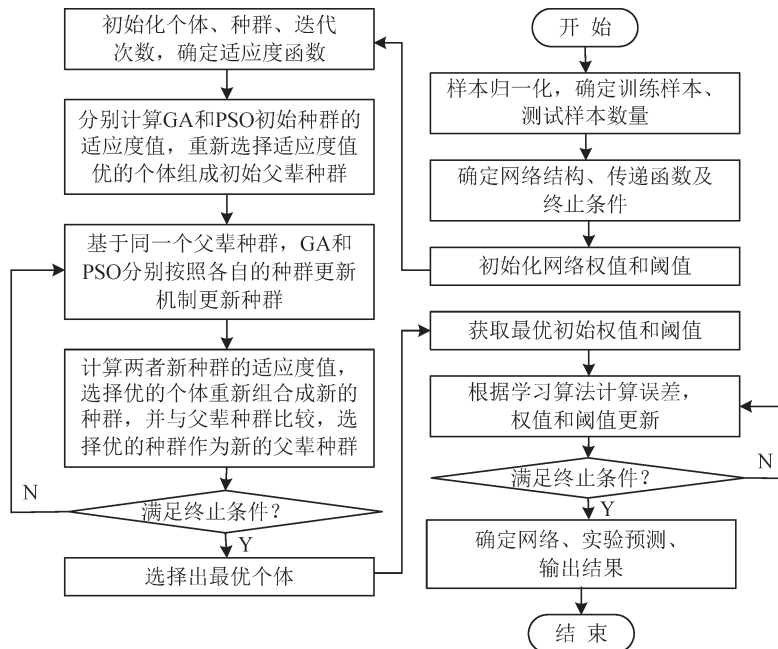 开 始
样本归一化，确定训练样本、
测试样本数量
确定网络结构、传递函数及
终止条件
初始化网络权值和阈值
初始化个体、种群、迭代
次数，确定适应度函数
分别计算GA和PSO初始种群的
适应度值，重新选择适应度值
优的个体组成初始父辈种群
基于同一个父辈种群，GA和
PSO分别按照各自的种群更新
机制更新种群
计算两者新种群的适应度值，
选择优的个体重新组合成新的
种群，并与父辈种群比较，选
择优的种群作为新的父辈种群
N
满足终止条件？
Y
选择出最优个体
获取最优初始权值和阈值
根据学习算法计算误差，
权值和阈值更新
满足终止条件？
N
Y
确定网络、实验预测、
输出结果
结 束